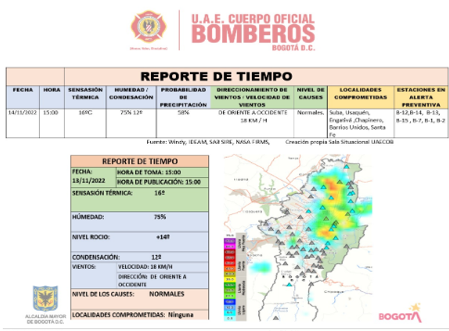 U.A.E. CUERPO OFICIAL
BOMBEROS
BOGOTÁ D.C.
REPORTE DE TIEMPO
FECHA HORA SENSACIÓN TÉRMICA HUMEDAD / CONDESACIÓN PROBABILIDAD DE PRECIPITACIÓN DIRECCIONAMIENTO DE VIENTOS / VELOCIDAD DE VIENTOS NIVEL DE CAUSES LOCALIDADES COMPROMETIDAS ESTACIONES EN ALERTA PREVENTIVA
14/11/2022 15:00 16ºC 75% 12º 58% DE ORIENTE A OCCIDENTE 18 KM / H Normales. Suba, Usaquén, Engativá ,Chapinero, Barrios Unidos, Santa Fe B-12,B-14, B-13, B-15 , B-7, B-1, B-2
Fuente: Windy, IDEAM, SAB SIRE, NASA FIRMS, Creación propia Sala Situacional UAECOB
REPORTE DE TIEMPO
FECHA: HORA DE TOMA: 15:00
13/11/2022 HORA DE PUBLICACIÓN: 15:00
SENSACIÓN TÉRMICA: 16º
HÚMEDAD: 75%
NIVEL ROCIO: +14º
CONDENSACIÓN: 12º
VIENTOS: VELOCIDAD: 18 KM/H
DIRECCIÓN: DE ORIENTE A OCCIDENTE
NIVEL DE LOS CAUSES: NORMALES
LOCALIDADES COMPROMETIDAS: Ninguna
ALCALDÍA MAYOR
DE BOGOTÁ D.C.
BOGOTÁ